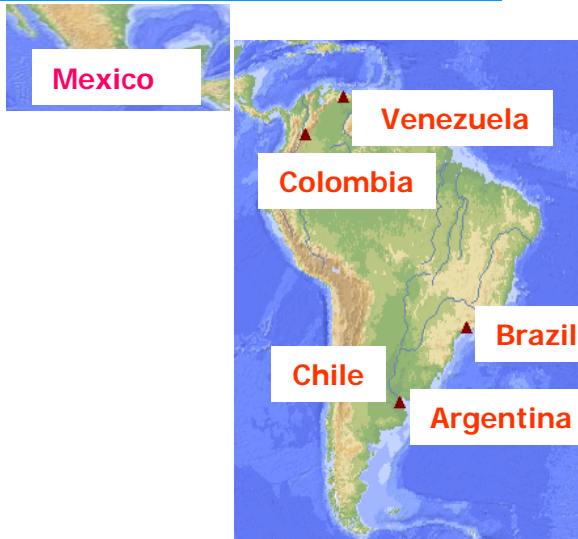 Mexico
Venezuela
Colombia
Brazil
Chile
Argentina